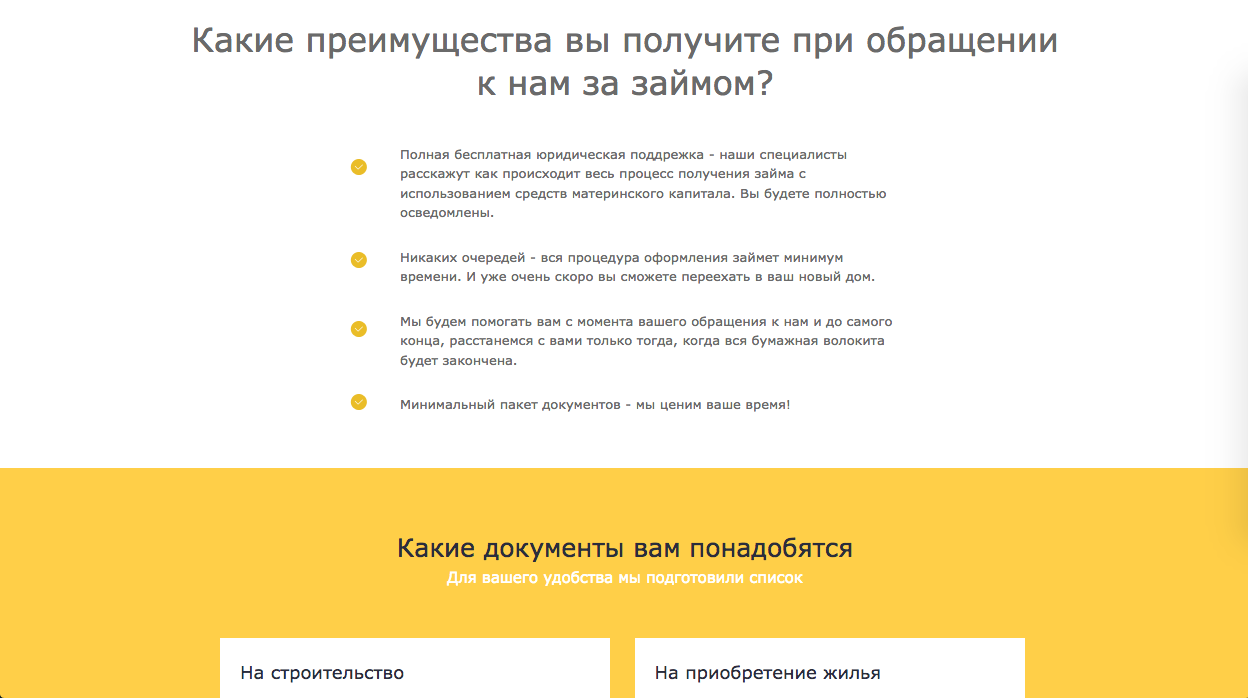 Какие преимущества вы получите при обращении
к нам за займом?
Полная бесплатная юридическая поддрежка - наши специалисты
расскажут как происходит весь процесс получения займа с
использованием средств материнского капитала. Вы будете полностью
осведомлены.
Никаких очередей - вся процедура оформления займет минимум
времени. И уже очень скоро вы сможете переехать в ваш новый дом.
Мы будем помогать вам с момента вашего обращения к нам и до самого
конца, расстанемся с вами только тогда, когда вся бумажная волокита
будет закончена.
Минимальный пакет документов - мы ценим ваше время!
Какие документы вам понадобятся
Для вашего удобства мы подготовили список
На строительство
На приобретение жилья